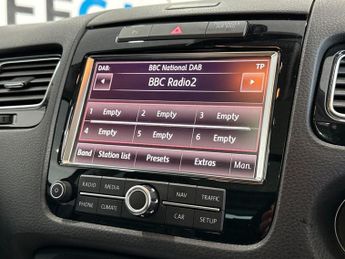 DAB: BBC National DAB TP
BBC Radio2
1 Empty 2 Empty 3 Empty
4 Empty 5 Empty 6 Empty
Band Station list Presets Extras Man.
RADIO MEDIA NAV TRAFFIC
PHONE CLIMATE CAR SETUP